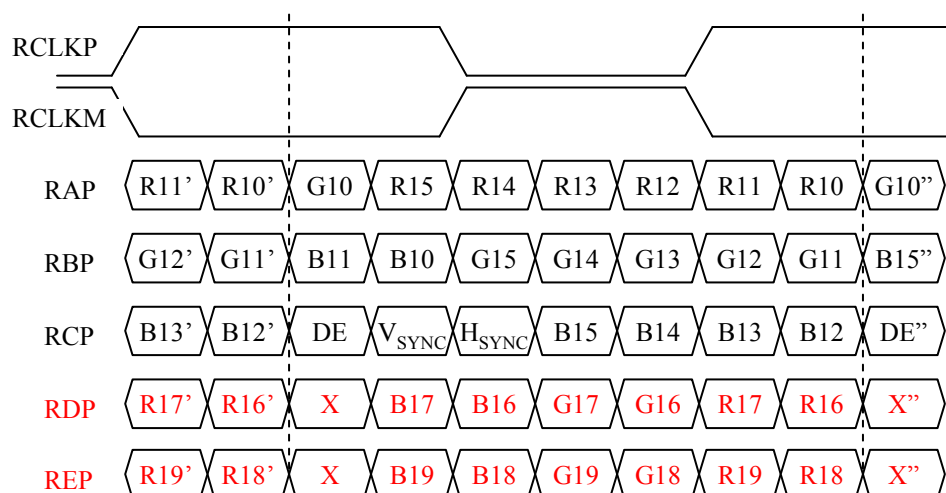 RCLKP
RCLKM
RAP R11’ R10’ G10 R15 R14 R13 R12 R11 R10 G10”
RBP G12’ G11’ B11 B10 G15 G14 G13 G12 G11 B15”
RCP B13’ B12’ DE VSYNC HSYNC B15 B14 B13 B12 DE”
RDP R17’ R16’ X B17 B16 G17 G16 R17 R16 X”
REP R19’ R18’ X B19 B18 G19 G18 R19 R18 X”